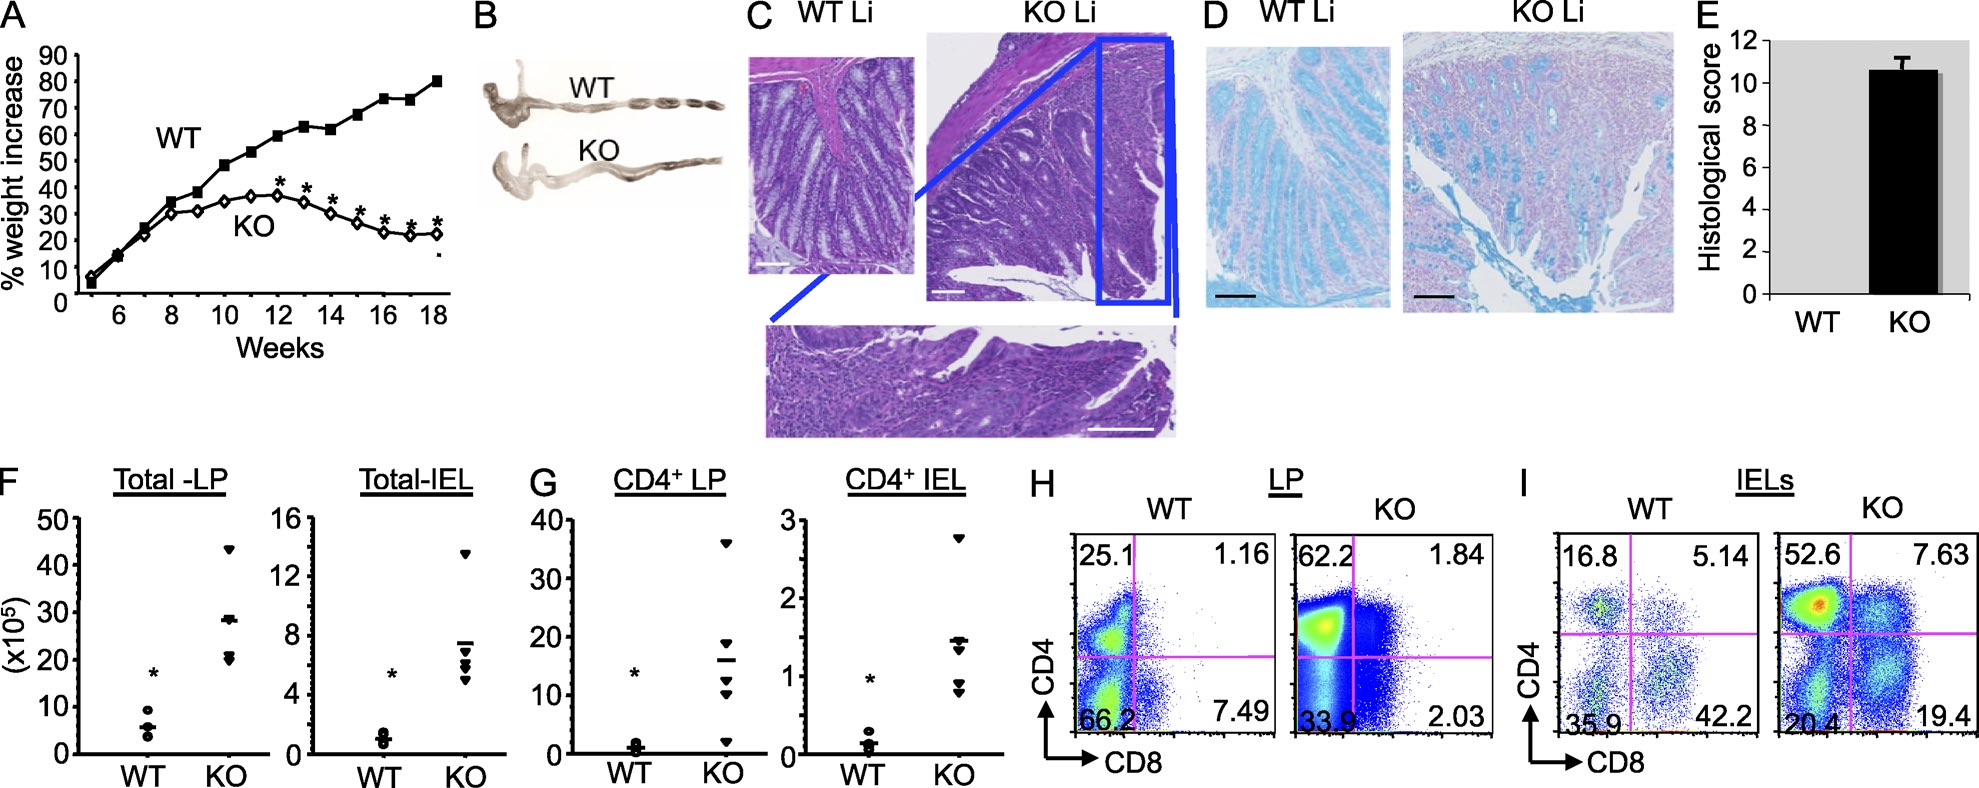 A
% weight increase
90
80
70
60
50
40
30
20
10
0
WT
KO
* * * * * * *
6 8 10 12 14 16 18
Weeks
B
WT
KO
C WT Li KO Li
D WT Li KO Li
E
Histological score
12
10
8
6
4
2
0
WT KO
F
Total -LP
(x10⁵)
50
40
30
20
10
0
*
WT KO
Total-IEL
16
12
8
4
0
*
WT KO
G
CD4⁺ LP
40
30
20
10
0
*
WT KO
CD4⁺ IEL
3
2
1
0
*
WT KO
H
LP
WT KO
25.1 1.16
66.2 7.49
62.2 1.84
33.9 2.03
CD4
CD8
I
IELs
WT KO
16.8 5.14
35.9 42.2
52.6 7.63
20.4 19.4
CD4
CD8